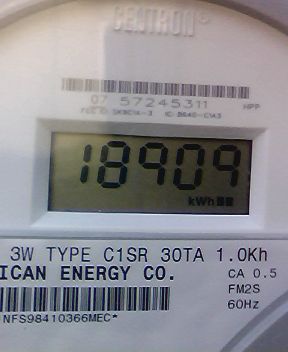 CENTRON
07 57245311 HPP
18909
kWh
3W TYPE C1SR 30TA 1.0Kh
ICAN ENERGY CO. CA 0.5
FM2S
60Hz
NFS98410366MEC*